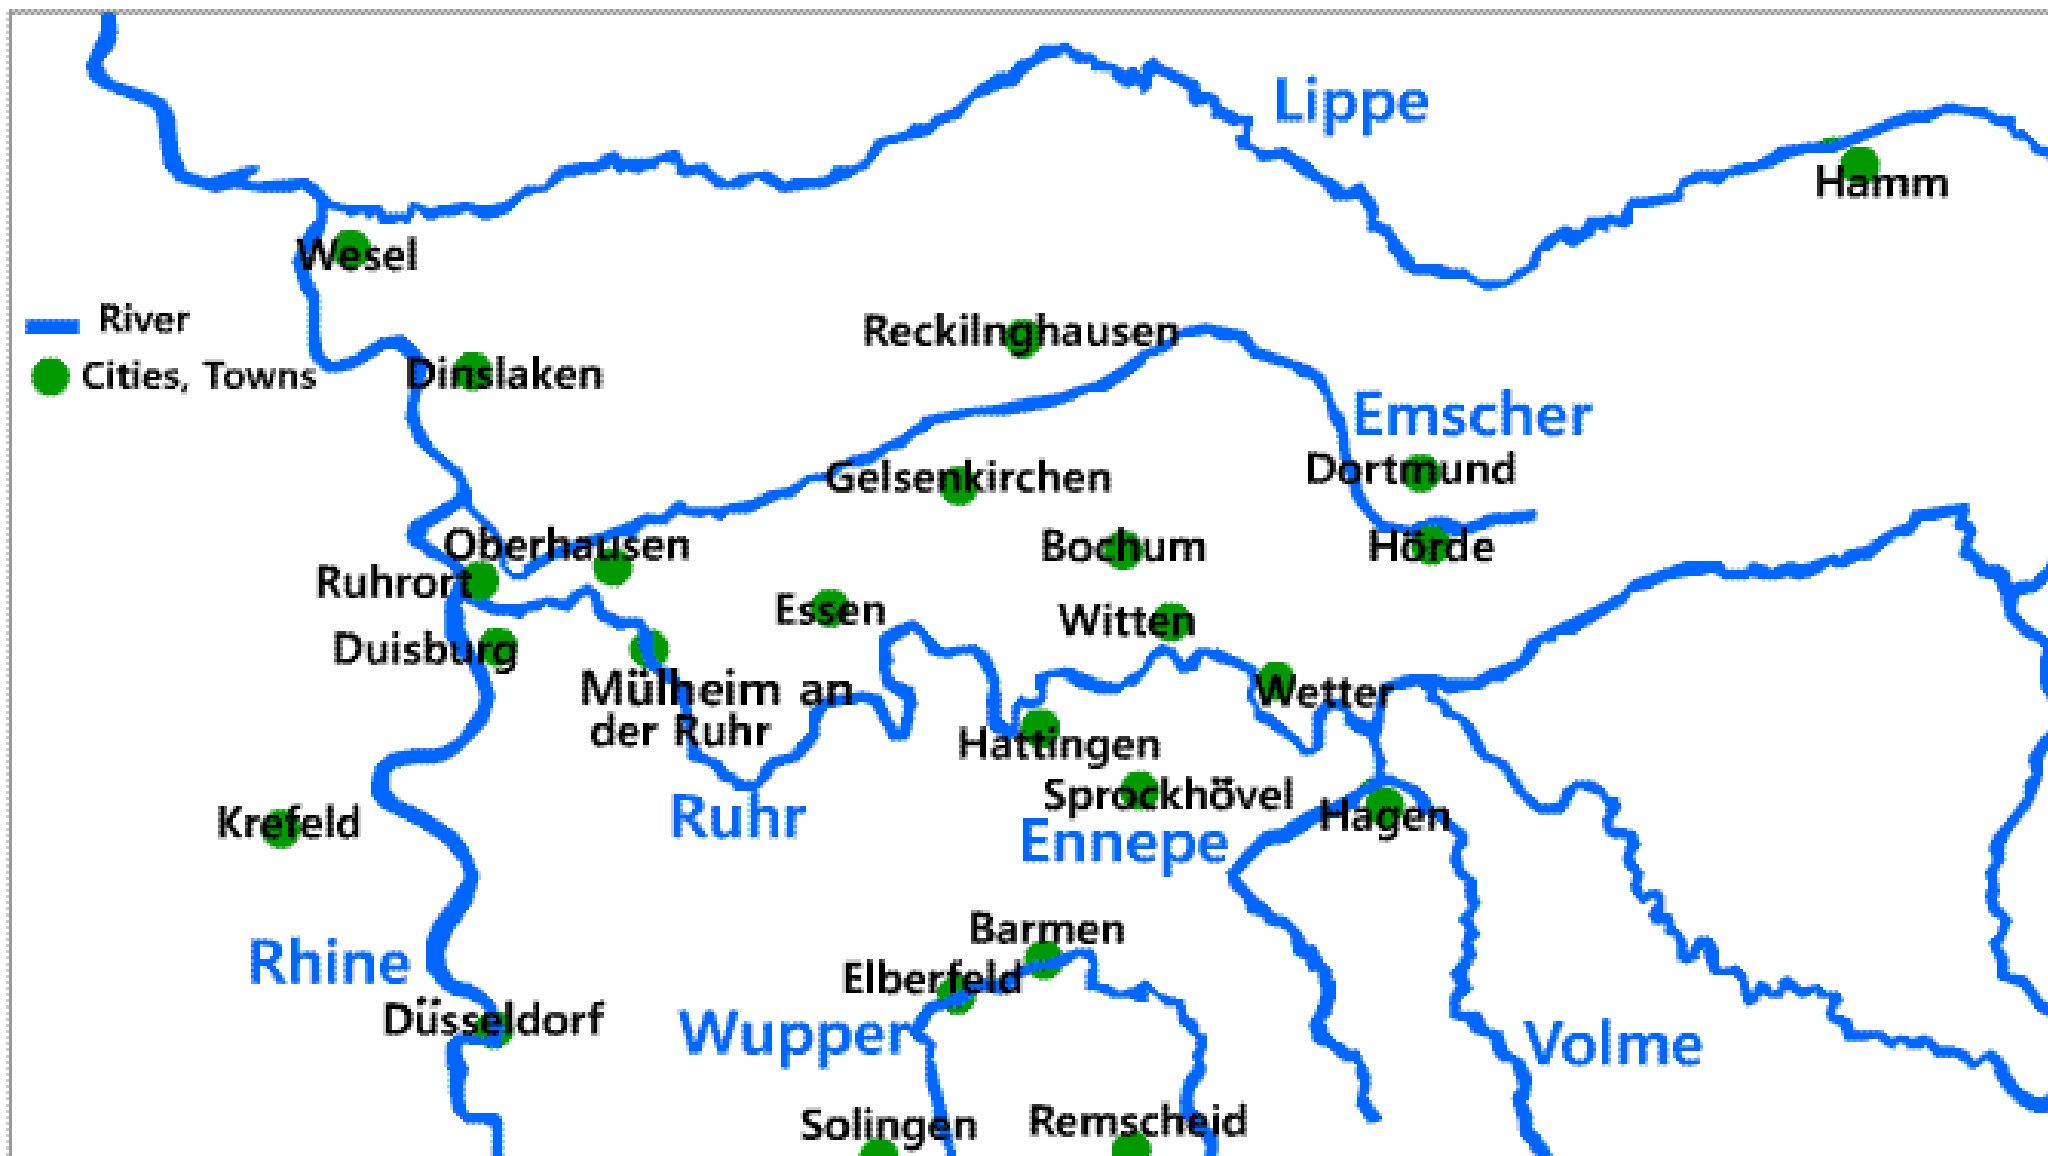 Lippe
Hamm
Wesel
River
Reckilnghausen
Cities, Towns
Dinslaken
Emscher
Dortmund
Gelsenkirchen
Oberhausen
Bochum
Hörde
Ruhrort
Essen
Witten
Duisburg
Mülheim an
der Ruhr
Wetter
Hattingen
Sprockhövel
Krefeld
Ruhr
Hagen
Ennepe
Barmen
Rhine
Elberfeld
Düsseldorf
Wupper
Volme
Solingen
Remscheid